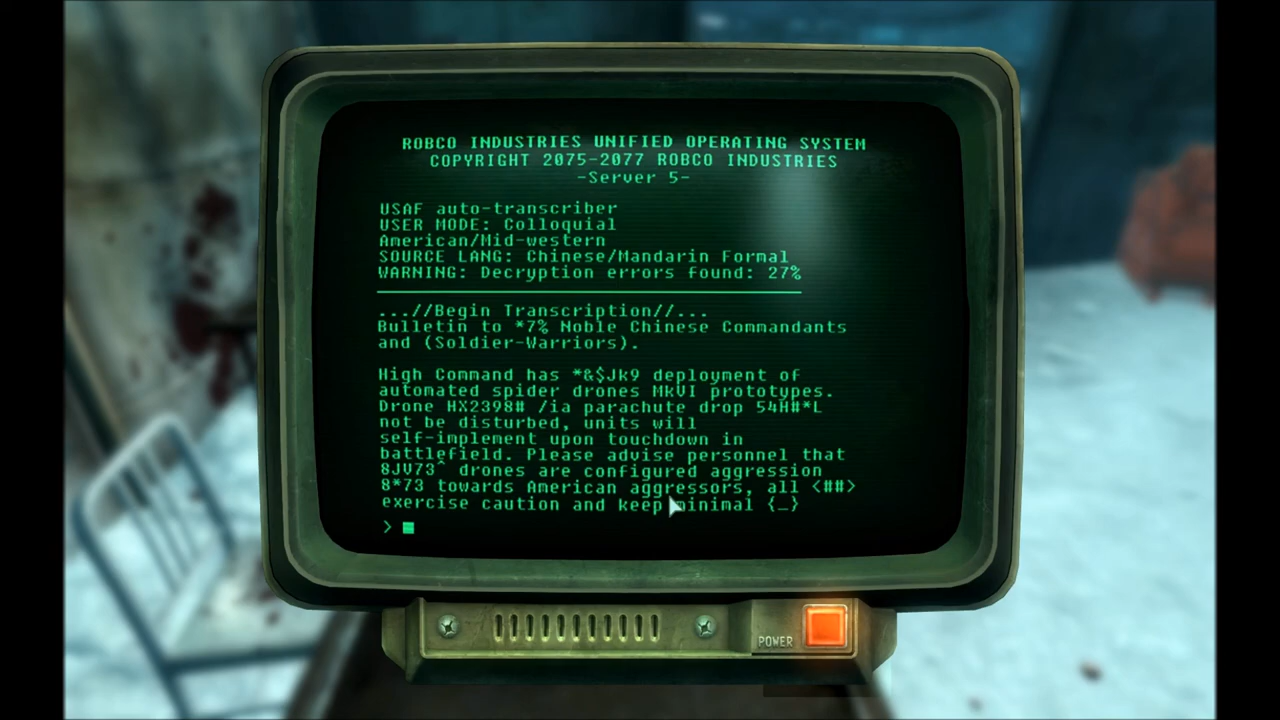 ROBCO INDUSTRIES UNIFIED OPERATING SYSTEM
COPYRIGHT 2075-2077 ROBCO INDUSTRIES
-Server 5-
USAF auto-transcriber
USER MODE: Colloquial
American/Mid-western
SOURCE LANG: Chinese/Mandarin Formal
WARNING: Decryption errors found: 27%
...//Begin Transcription//...
Bulletin to *7% Noble Chinese Commandants
and (Soldier-Warriors).
High Command has *&$Jk9 deployment of
automated spider drones MkVI prototypes.
Drone HX2398# /ia parachute drop 54H#*L
not be disturbed, units will
self-implement upon touchdown in
battlefield. Please advise personnel that
8JV73^ drones are configured aggression
8*73 towards American aggressors, all <##>
exercise caution and keep minimal {_}
>
POWER